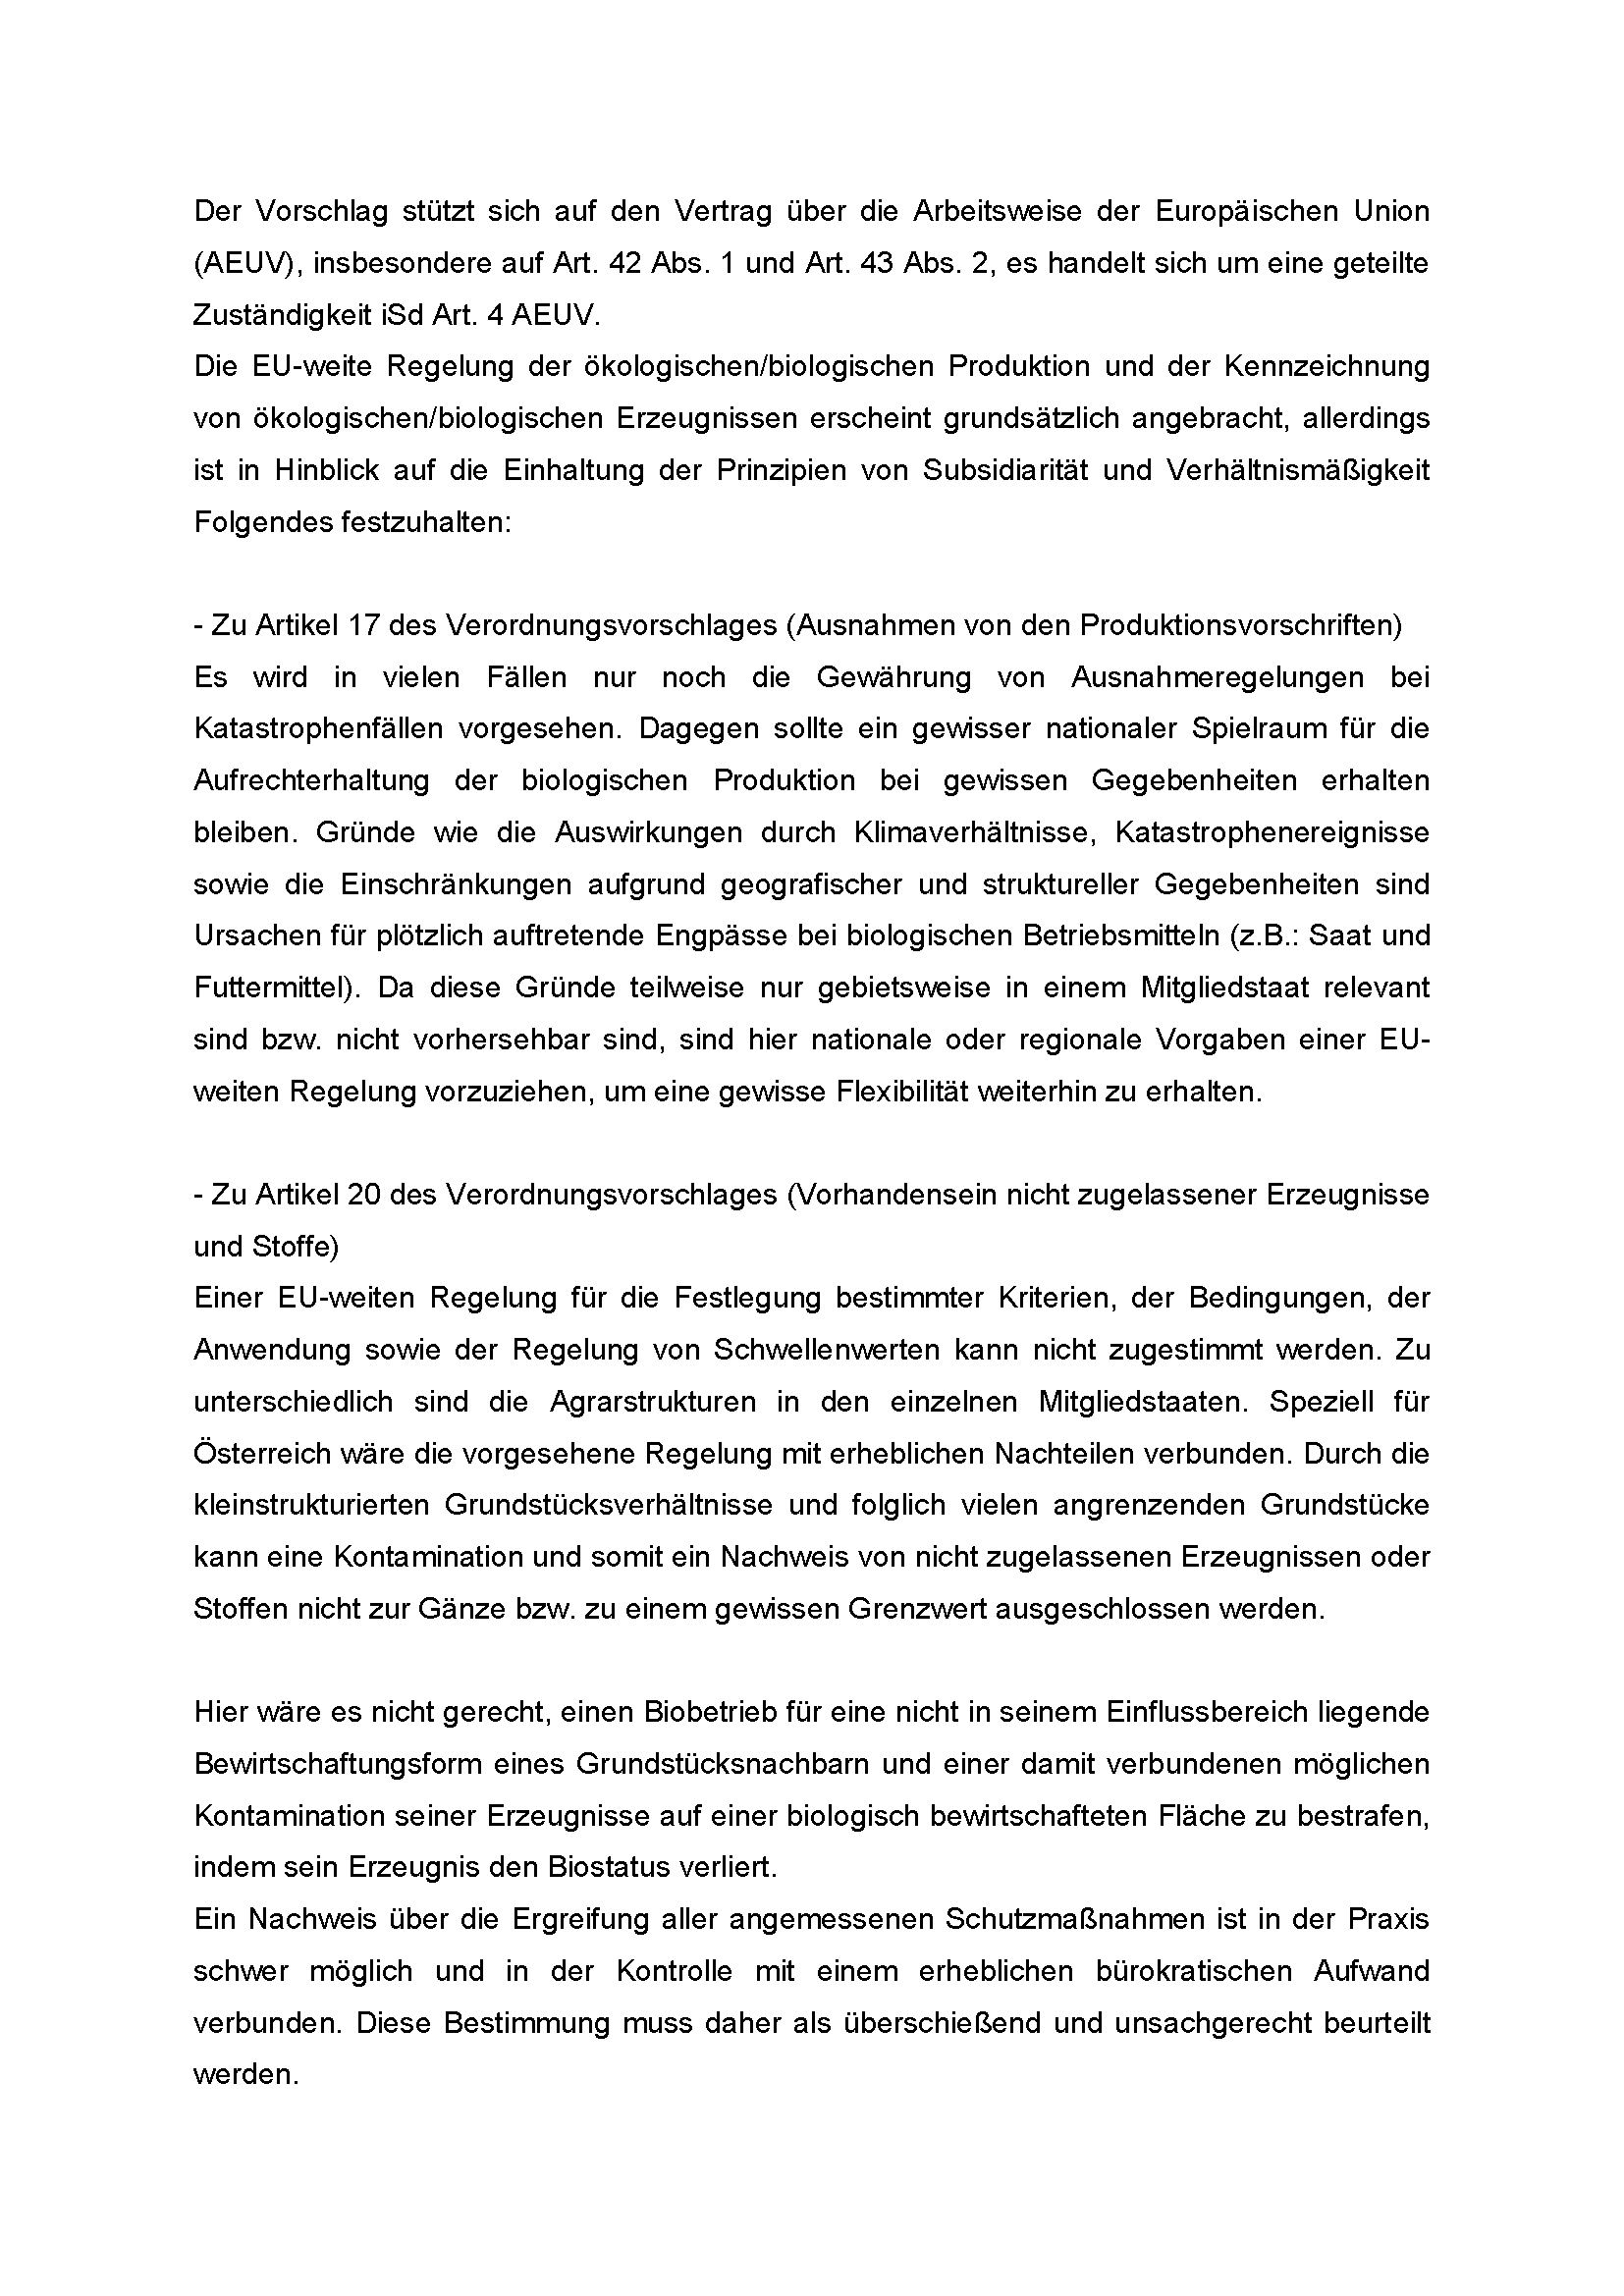 Der Vorschlag stützt sich auf den Vertrag über die Arbeitsweise der Europäischen Union
(AEUV), insbesondere auf Art. 42 Abs. 1 und Art. 43 Abs. 2, es handelt sich um eine geteilte
Zuständigkeit iSd Art. 4 AEUV.
Die EU-weite Regelung der ökologischen/biologischen Produktion und der Kennzeichnung
von ökologischen/biologischen Erzeugnissen erscheint grundsätzlich angebracht, allerdings
ist in Hinblick auf die Einhaltung der Prinzipien von Subsidiarität und Verhältnismäßigkeit
Folgendes festzuhalten:
- Zu Artikel 17 des Verordnungsvorschlages (Ausnahmen von den Produktionsvorschriften)
Es wird in vielen Fällen nur noch die Gewährung von Ausnahmeregelungen bei
Katastrophenfällen vorgesehen. Dagegen sollte ein gewisser nationaler Spielraum für die
Aufrechterhaltung der biologischen Produktion bei gewissen Gegebenheiten erhalten
bleiben. Gründe wie die Auswirkungen durch Klimaverhältnisse, Katastrophenereignisse
sowie die Einschränkungen aufgrund geografischer und struktureller Gegebenheiten sind
Ursachen für plötzlich auftretende Engpässe bei biologischen Betriebsmitteln (z.B.: Saat und
Futtermittel). Da diese Gründe teilweise nur gebietsweise in einem Mitgliedstaat relevant
sind bzw. nicht vorhersehbar sind, sind hier nationale oder regionale Vorgaben einer EU-
weiten Regelung vorzuziehen, um eine gewisse Flexibilität weiterhin zu erhalten.
- Zu Artikel 20 des Verordnungsvorschlages (Vorhandensein nicht zugelassener Erzeugnisse
und Stoffe)
Einer EU-weiten Regelung für die Festlegung bestimmter Kriterien, der Bedingungen, der
Anwendung sowie der Regelung von Schwellenwerten kann nicht zugestimmt werden. Zu
unterschiedlich sind die Agrarstrukturen in den einzelnen Mitgliedstaaten. Speziell für
Österreich wäre die vorgesehene Regelung mit erheblichen Nachteilen verbunden. Durch die
kleinstrukturierten Grundstücksverhältnisse und folglich vielen angrenzenden Grundstücke
kann eine Kontamination und somit ein Nachweis von nicht zugelassenen Erzeugnissen oder
Stoffen nicht zur Gänze bzw. zu einem gewissen Grenzwert ausgeschlossen werden.
Hier wäre es nicht gerecht, einen Biobetrieb für eine nicht in seinem Einflussbereich liegende
Bewirtschaftungsform eines Grundstücksnachbarn und einer damit verbundenen möglichen
Kontamination seiner Erzeugnisse auf einer biologisch bewirtschafteten Fläche zu bestrafen,
indem sein Erzeugnis den Biostatus verliert.
Ein Nachweis über die Ergreifung aller angemessenen Schutzmaßnahmen ist in der Praxis
schwer möglich und in der Kontrolle mit einem erheblichen bürokratischen Aufwand
verbunden. Diese Bestimmung muss daher als überschießend und unsachgerecht beurteilt
werden.